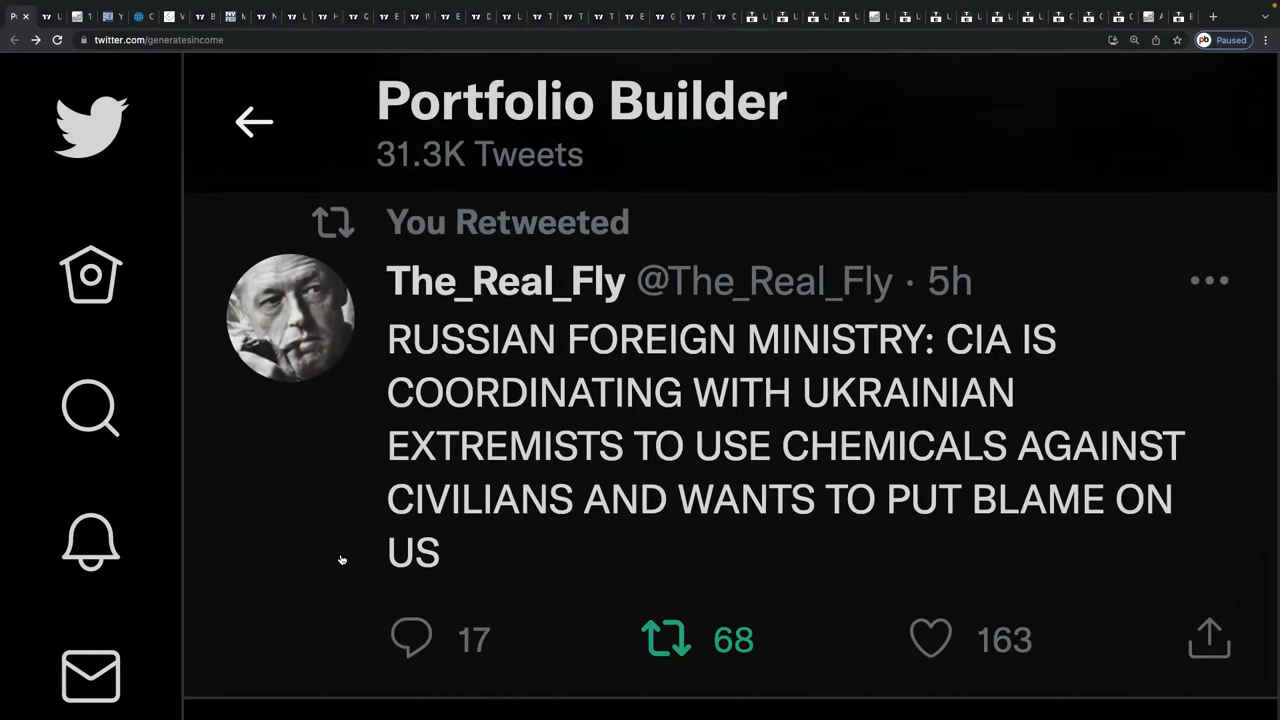 twitter.com/generatesincome
Paused
Portfolio Builder
31.3K Tweets
You Retweeted
The_Real_Fly @The_Real_Fly · 5h
RUSSIAN FOREIGN MINISTRY: CIA IS
COORDINATING WITH UKRAINIAN
EXTREMISTS TO USE CHEMICALS AGAINST
CIVILIANS AND WANTS TO PUT BLAME ON
US
17 68 163